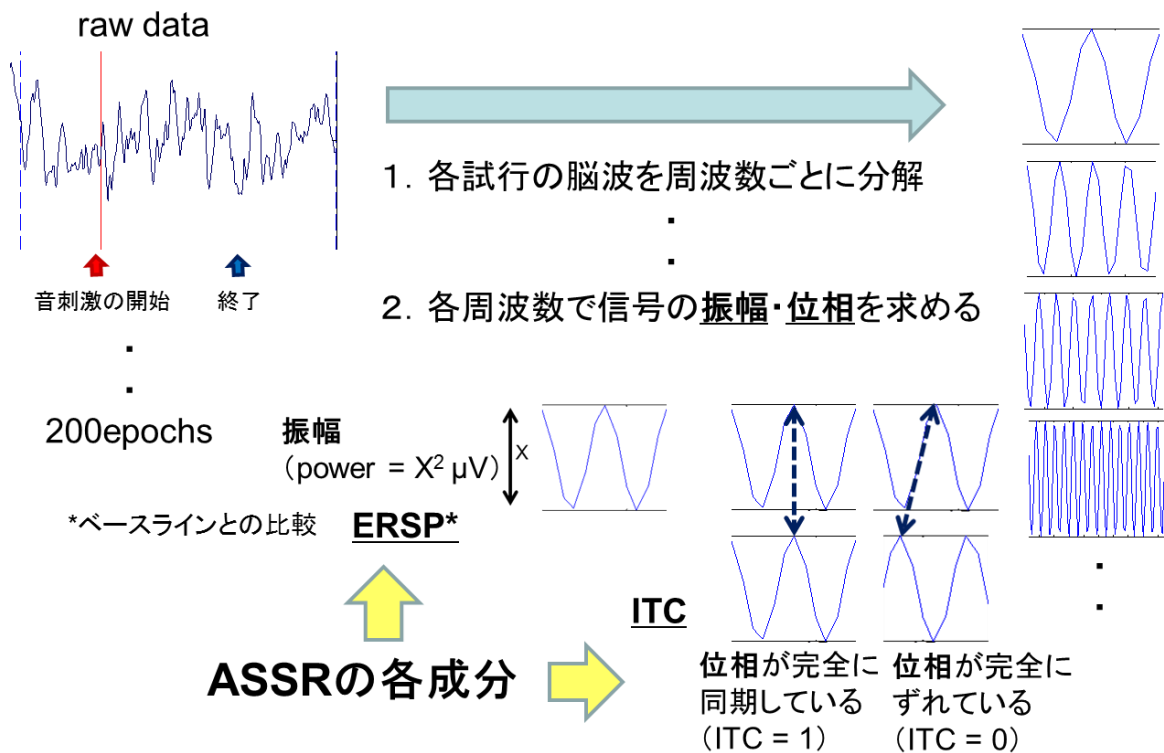 raw data
1. 各試行の脳波を周波数ごとに分解
・
・
音刺激の開始
終了
2. 各周波数で信号の振幅・位相を求める
・
・
200epochs
振幅
(power = X² μV)
X
*ベースラインとの比較
ERSP*
ITC
ASSRの各成分
位相が完全に
同期している
(ITC = 1)
位相が完全に
ずれている
(ITC = 0)
・
・